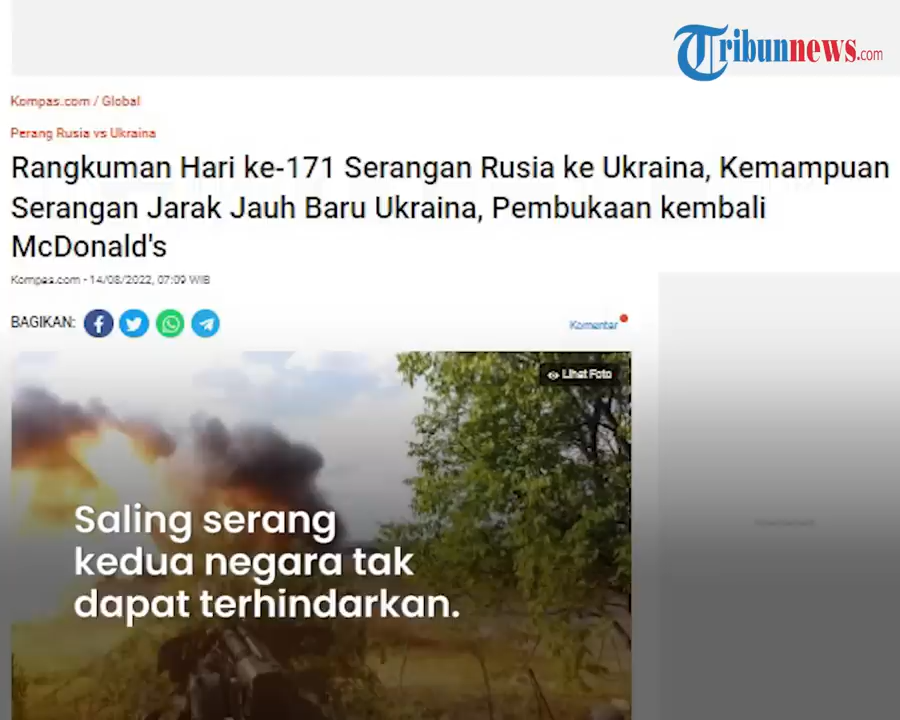 Tribunnews.com
Kompas.com / Global
Perang Rusia vs Ukraina
Rangkuman Hari ke-171 Serangan Rusia ke Ukraina, Kemampuan
Serangan Jarak Jauh Baru Ukraina, Pembukaan kembali
McDonald's
Kompas.com - 14/08/2022, 07:09 WIB
BAGIKAN:
Komentar
Lihat Foto
Saling serang
kedua negara tak
dapat terhindarkan.